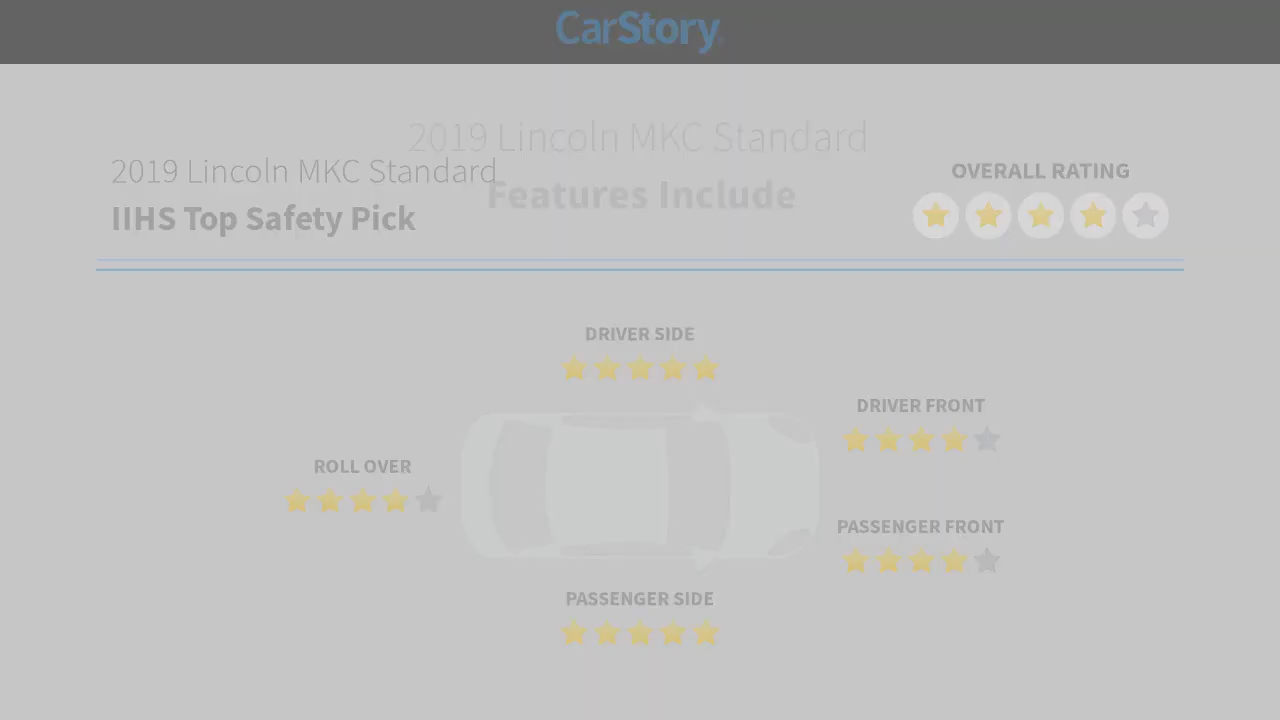 CarStory
2019 Lincoln MKC Standard
Features Include
2019 Lincoln MKC Standard
IIHS Top Safety Pick
OVERALL RATING
DRIVER SIDE
DRIVER FRONT
ROLL OVER
PASSENGER FRONT
PASSENGER SIDE